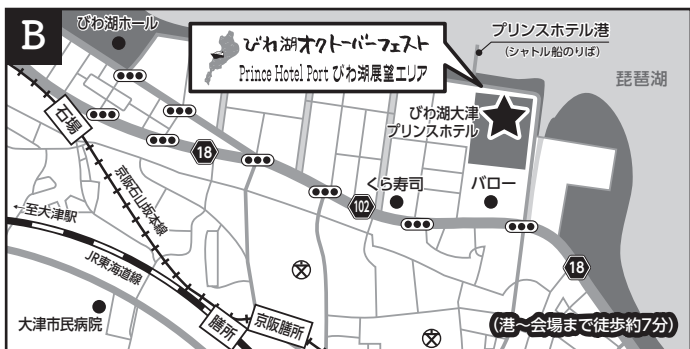 B
びわ湖ホール
びわ湖オクトーバーフェスト
Prince Hotel Port びわ湖展望エリア
プリンスホテル港
(シャトル船のりば)
琵琶湖
びわ湖大津
プリンスホテル
石場
18
京阪石山坂本線
102
くら寿司
バロー
←至大津駅
JR東海道線
18
大津市民病院
膳所
京阪膳所
(港~会場まで徒歩約7分)